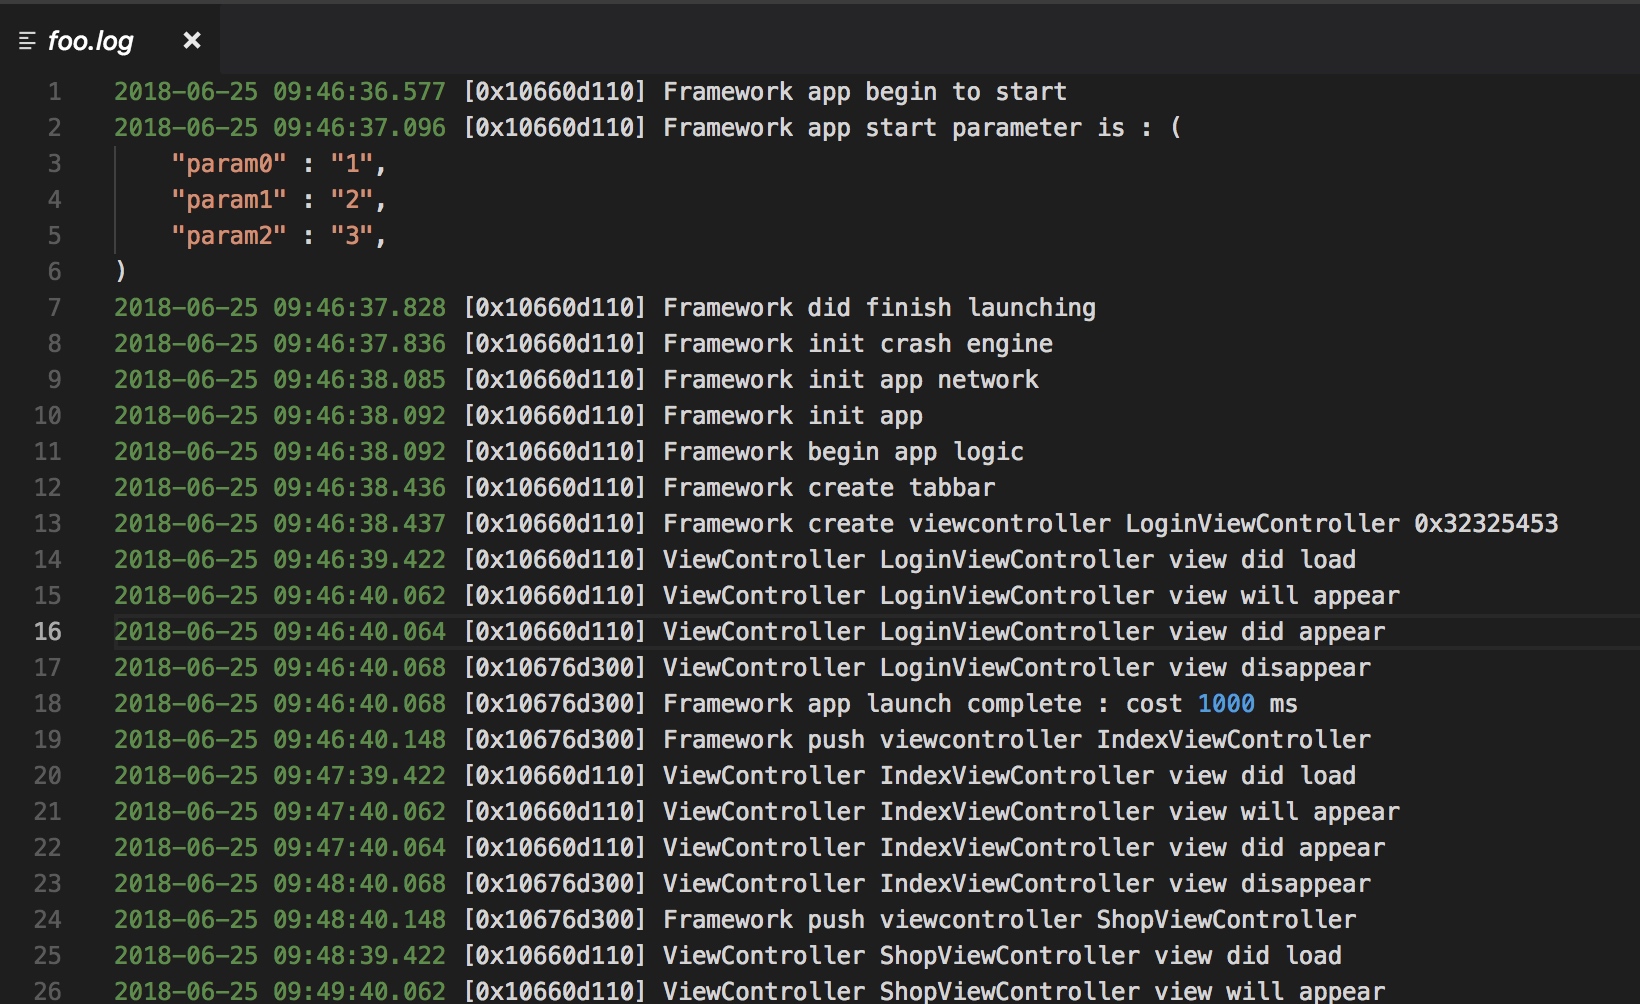 foo.log
1 2018-06-25 09:46:36.577 [0x10660d110] Framework app begin to start
2 2018-06-25 09:46:37.096 [0x10660d110] Framework app start parameter is : (
3 "param0" : "1",
4 "param1" : "2",
5 "param2" : "3",
6 )
7 2018-06-25 09:46:37.828 [0x10660d110] Framework did finish launching
8 2018-06-25 09:46:37.836 [0x10660d110] Framework init crash engine
9 2018-06-25 09:46:38.085 [0x10660d110] Framework init app network
10 2018-06-25 09:46:38.092 [0x10660d110] Framework init app
11 2018-06-25 09:46:38.092 [0x10660d110] Framework begin app logic
12 2018-06-25 09:46:38.436 [0x10660d110] Framework create tabbar
13 2018-06-25 09:46:38.437 [0x10660d110] Framework create viewcontroller LoginViewController 0x32325453
14 2018-06-25 09:46:39.422 [0x10660d110] ViewController LoginViewController view did load
15 2018-06-25 09:46:40.062 [0x10660d110] ViewController LoginViewController view will appear
16 2018-06-25 09:46:40.064 [0x10660d110] ViewController LoginViewController view did appear
17 2018-06-25 09:46:40.068 [0x10676d300] ViewController LoginViewController view disappear
18 2018-06-25 09:46:40.068 [0x10676d300] Framework app launch complete : cost 1000 ms
19 2018-06-25 09:46:40.148 [0x10676d300] Framework push viewcontroller IndexViewController
20 2018-06-25 09:47:39.422 [0x10660d110] ViewController IndexViewController view did load
21 2018-06-25 09:47:40.062 [0x10660d110] ViewController IndexViewController view will appear
22 2018-06-25 09:47:40.064 [0x10660d110] ViewController IndexViewController view did appear
23 2018-06-25 09:48:40.068 [0x10676d300] ViewController IndexViewController view disappear
24 2018-06-25 09:48:40.148 [0x10676d300] Framework push viewcontroller ShopViewController
25 2018-06-25 09:48:39.422 [0x10660d110] ViewController ShopViewController view did load
26 2018-06-25 09:49:40.062 [0x10660d110] ViewController ShopViewController view will appear